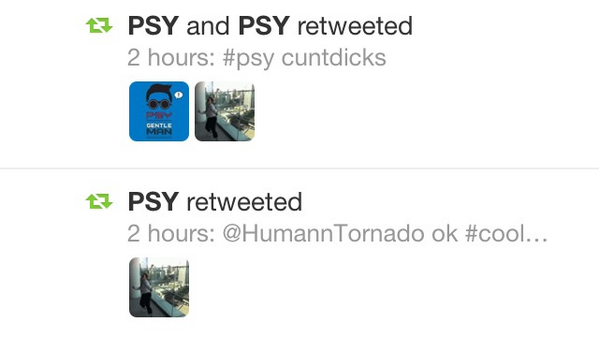 PSY and PSY retweeted
2 hours: #psy cuntdicks
PSY
GENTLE
MAN
PSY retweeted
2 hours: @HumannTornado ok #cool…